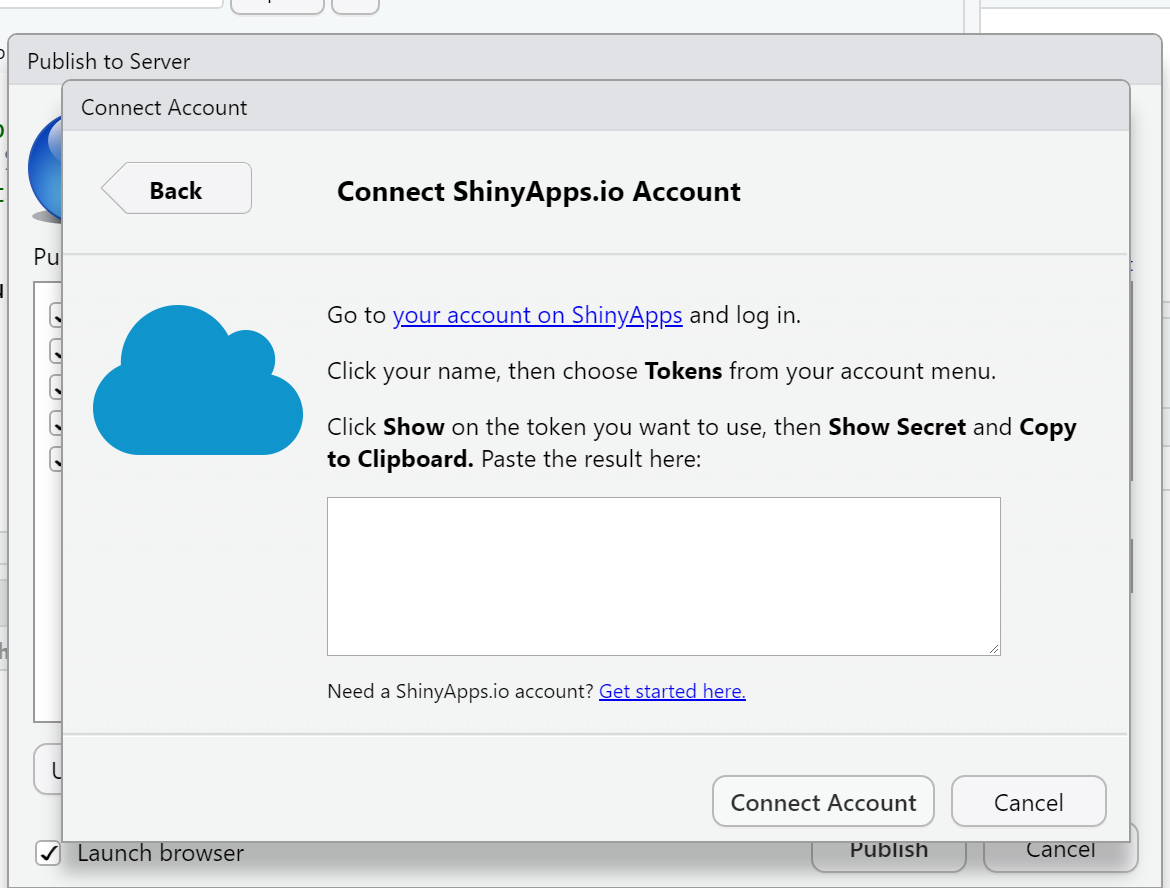 Publish to Server
Connect Account
Back
Connect ShinyApps.io Account
Pu
Go to your account on ShinyApps and log in.
Click your name, then choose Tokens from your account menu.
Click Show on the token you want to use, then Show Secret and Copy
to Clipboard. Paste the result here:
Need a ShinyApps.io account? Get started here.
Connect Account
Cancel
Launch browser
Publish
Cancel